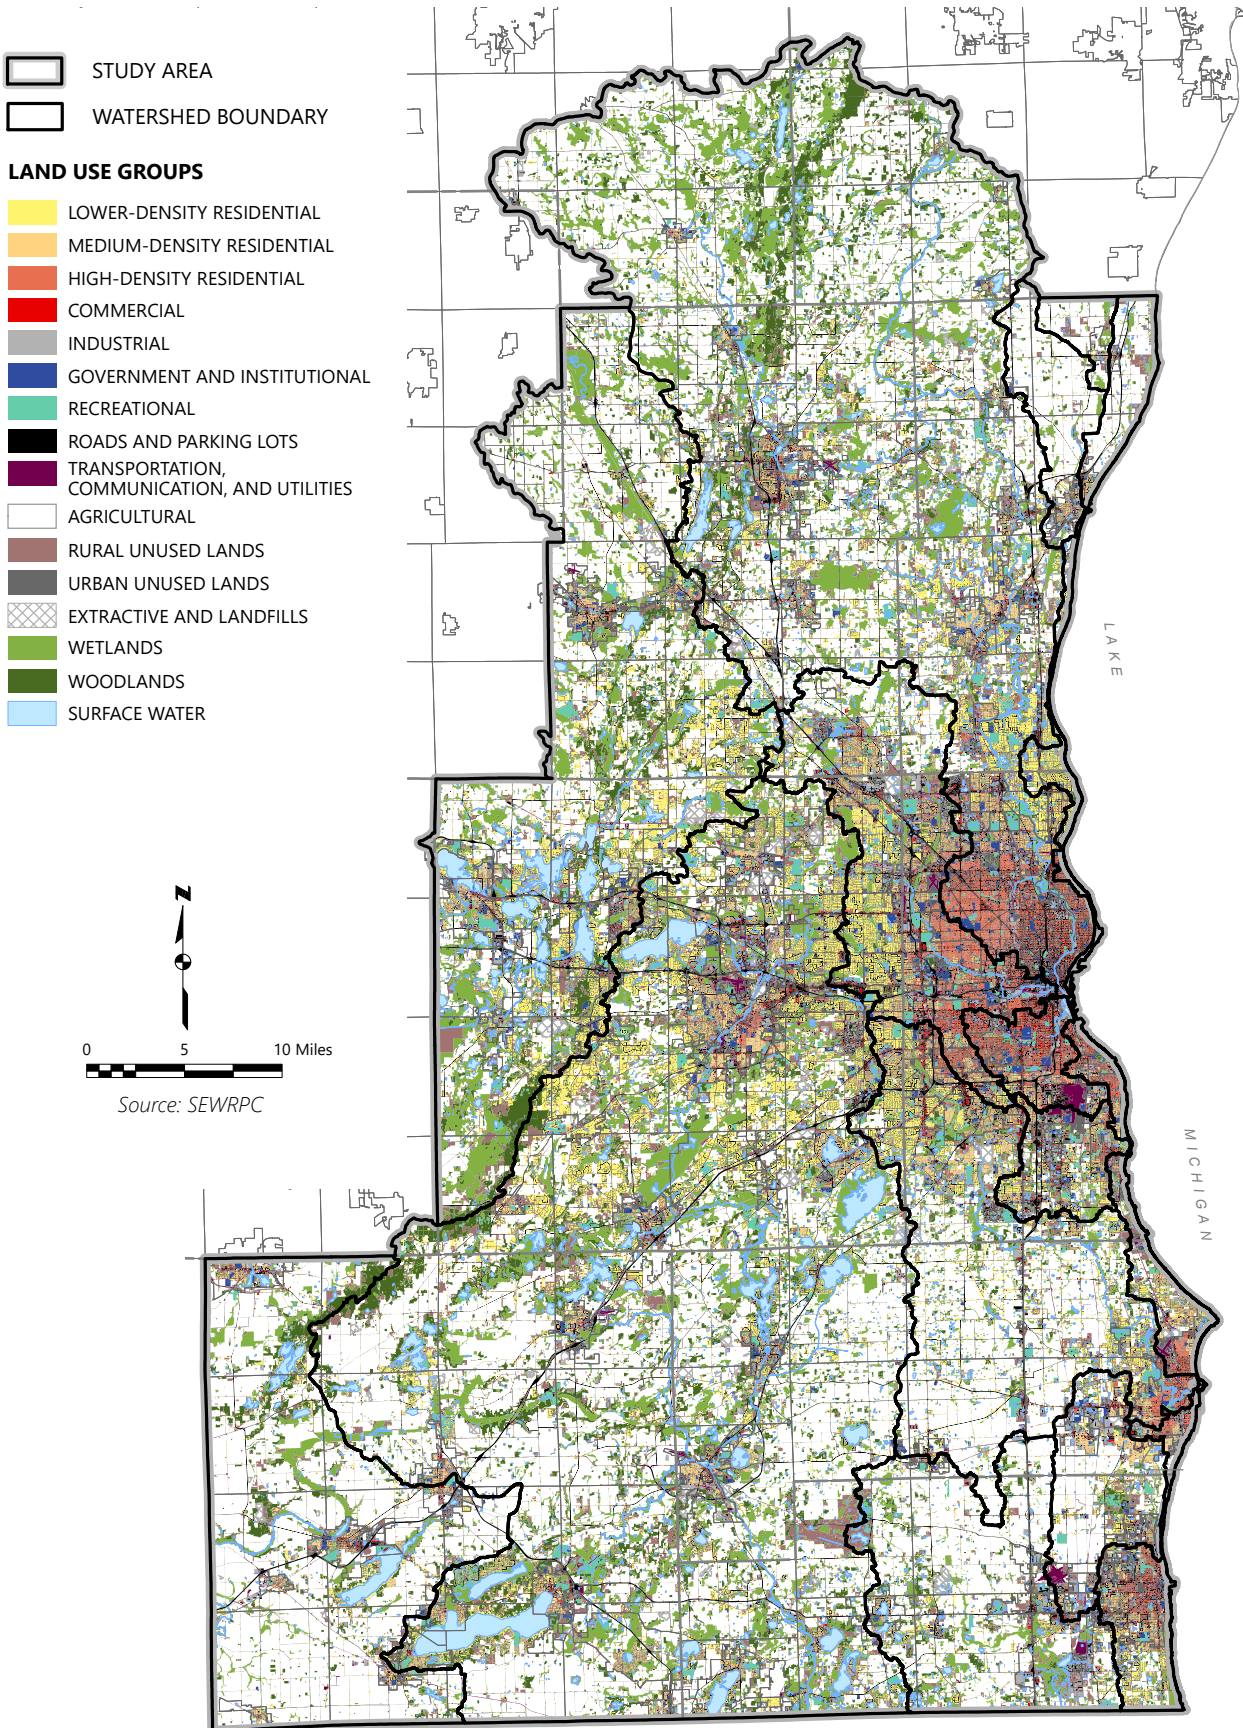 STUDY AREA
WATERSHED BOUNDARY
LAND USE GROUPS
LOWER-DENSITY RESIDENTIAL
MEDIUM-DENSITY RESIDENTIAL
HIGH-DENSITY RESIDENTIAL
COMMERCIAL
INDUSTRIAL
GOVERNMENT AND INSTITUTIONAL
RECREATIONAL
ROADS AND PARKING LOTS
TRANSPORTATION,
COMMUNICATION, AND UTILITIES
AGRICULTURAL
RURAL UNUSED LANDS
URBAN UNUSED LANDS
EXTRACTIVE AND LANDFILLS
WETLANDS
WOODLANDS
SURFACE WATER
LAKE
MICHIGAN
N
0 5 10 Miles
Source: SEWRPC